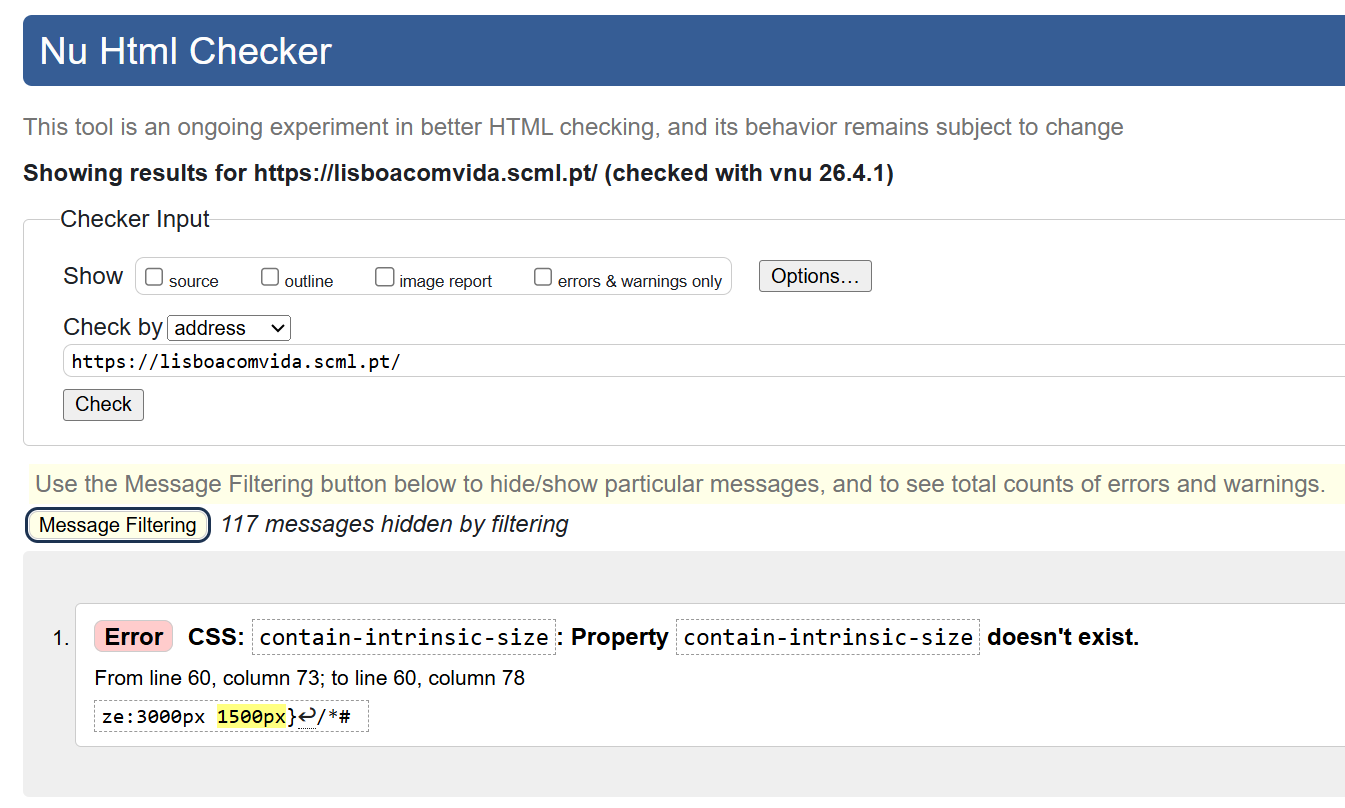 Nu Html Checker
This tool is an ongoing experiment in better HTML checking, and its behavior remains subject to change
Showing results for https://lisboacomvida.scml.pt/ (checked with vnu 26.4.1)
Checker Input
Show source outline image report errors & warnings only Options…
Check by address
https://lisboacomvida.scml.pt/
Check
Use the Message Filtering button below to hide/show particular messages, and to see total counts of errors and warnings.
Message Filtering 117 messages hidden by filtering
1. Error CSS: contain-intrinsic-size: Property contain-intrinsic-size doesn't exist.
From line 60, column 73; to line 60, column 78
ze:3000px 1500px}↩/*#